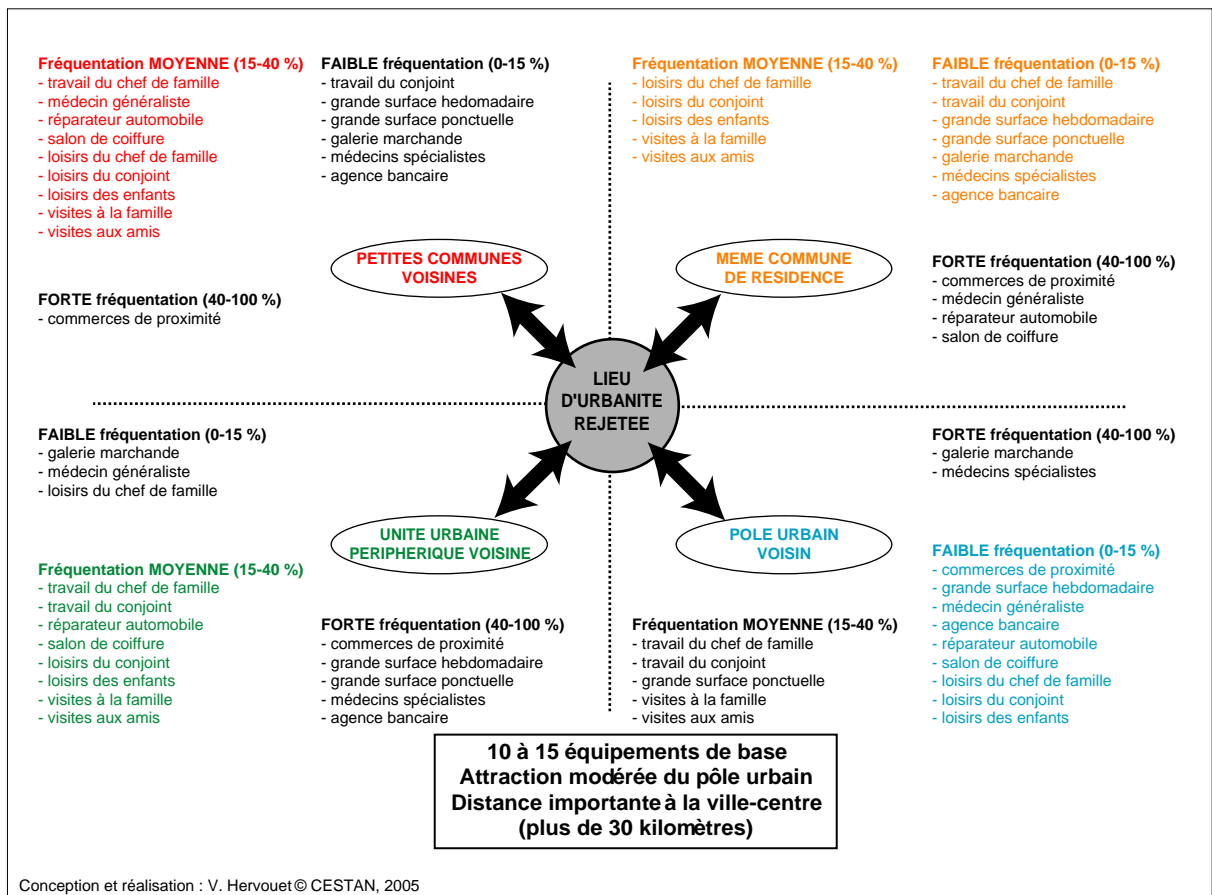 Fréquentation MOYENNE (15-40 %)
- travail du chef de famille
- médecin généraliste
- réparateur automobile
- salon de coiffure
- loisirs du chef de famille
- loisirs du conjoint
- loisirs des enfants
- visites à la famille
- visites aux amis
FAIBLE fréquentation (0-15 %)
- travail du conjoint
- grande surface hedomadaire
- grande surface ponctuelle
- galerie marchande
- médecins spécialistes
- agence bancaire
PETITES COMMUNES
VOISINES
FORTE fréquentation (40-100 %)
- commerces de proximité
Fréquentation MOYENNE (15-40 %)
- loisirs du chef de famille
- loisirs du conjoint
- loisirs des enfants
- visites à la famille
- visites aux amis
FAIBLE fréquentation (0-15 %)
- travail du chef de famille
- travail du conjoint
- grande surface hebdomadaire
- grande surface ponctuelle
- galerie marchande
- médecins spécialistes
- agence bancaire
MEME COMMUNE
DE RESIDENCE
FORTE fréquentation (40-100 %)
- commerces de proximité
- médecin généraliste
- réparateur automobile
- salon de coiffure
LIEU
D'URBANITE
REJETEE
FAIBLE fréquentation (0-15 %)
- galerie marchande
- médecin généraliste
- loisirs du chef de famille
UNITE URBAINE
PERIPHERIQUE VOISINE
Fréquentation MOYENNE (15-40 %)
- travail du chef de famille
- travail du conjoint
- réparateur automobile
- salon de coiffure
- loisirs du conjoint
- loisirs des enfants
- visites à la famille
- visites aux amis
FORTE fréquentation (40-100 %)
- commerces de proximité
- grande surface hebdomadaire
- grande surface ponctuelle
- médecins spécialistes
- agence bancaire
FORTE fréquentation (40-100 %)
- galerie marchande
- médecins spécialistes
POLE URBAIN
VOISIN
Fréquentation MOYENNE (15-40 %)
- travail du chef de famille
- travail du conjoint
- grande surface ponctuelle
- visites à la famille
- visites aux amis
FAIBLE fréquentation (0-15 %)
- commerces de proximité
- grande surface hebdomadaire
- médecin généraliste
- agence bancaire
- réparateur automobile
- salon de coiffure
- loisirs du chef de famille
- loisirs du conjoint
- loisirs des enfants
10 à 15 équipements de base
Attraction modérée du pôle urbain
Distance importante à la ville-centre
(plus de 30 kilomètres)
Conception et réalisation : V. Hervouet © CESTAN, 2005